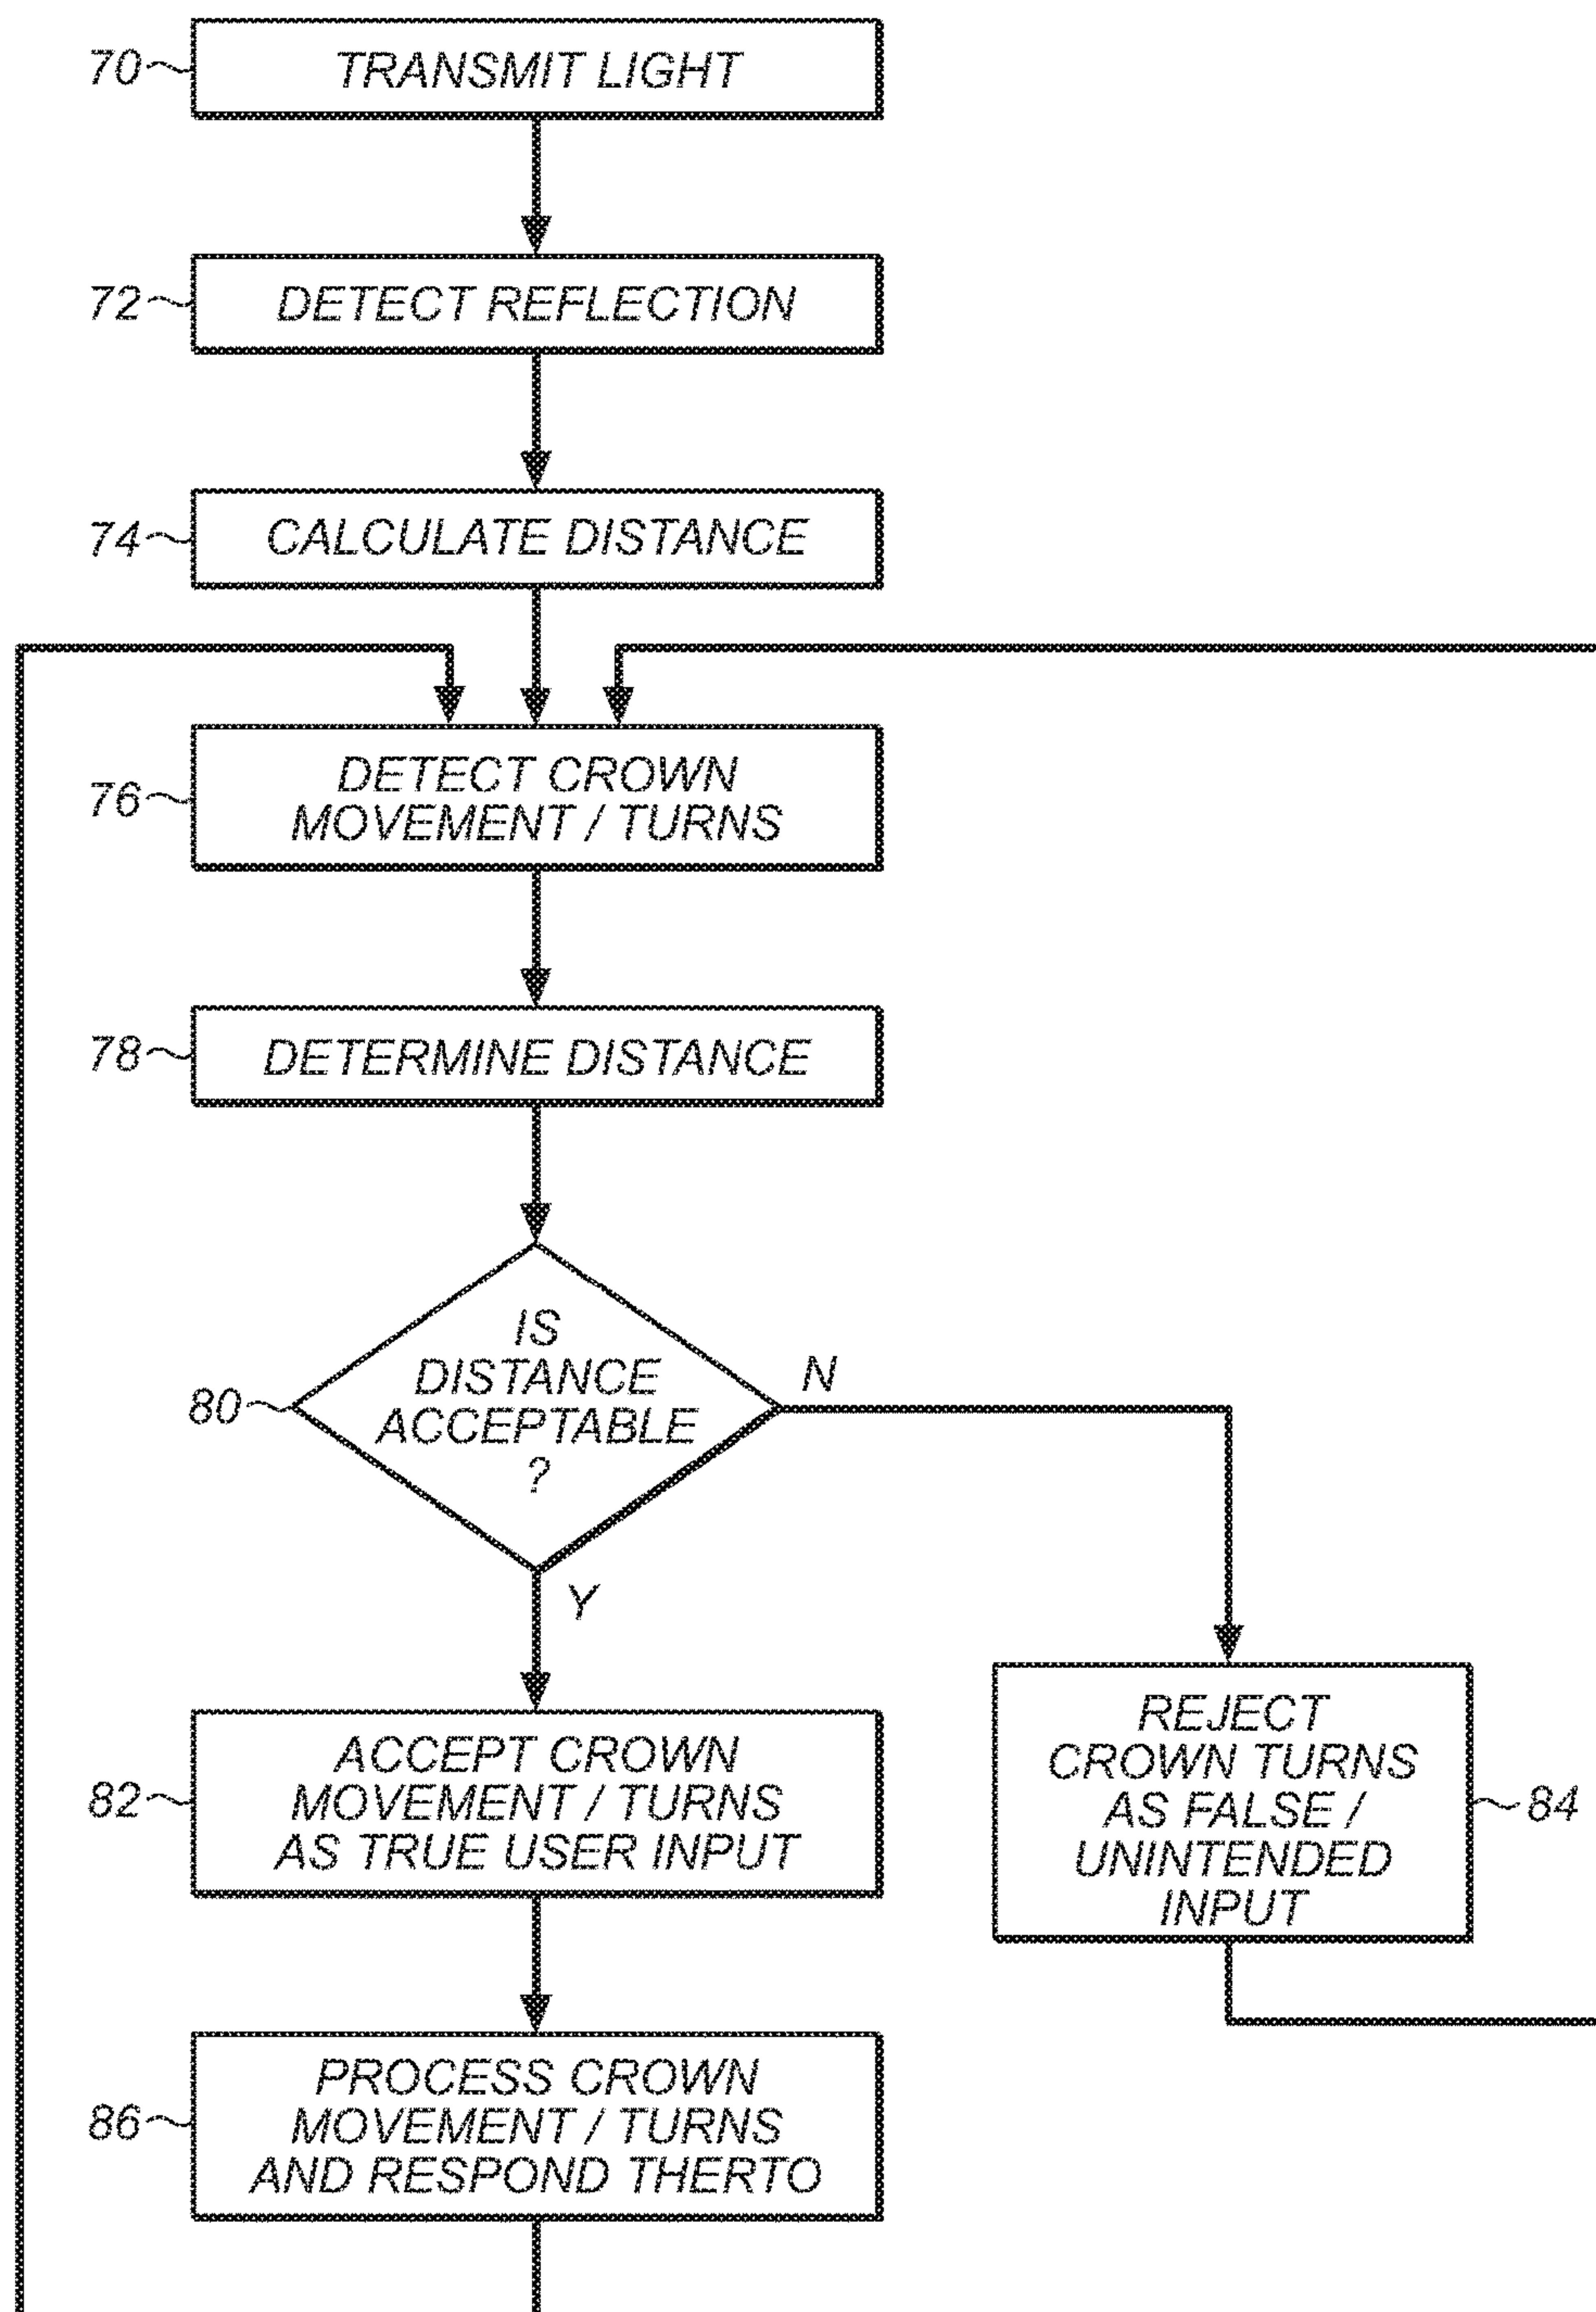 70
TRANSMIT LIGHT
72
DETECT REFLECTION
74
CALCULATE DISTANCE
76
DETECT CROWN
MOVEMENT / TURNS
78
DETERMINE DISTANCE
80
IS
DISTANCE
ACCEPTABLE
?
N
Y
82
ACCEPT CROWN
MOVEMENT / TURNS
AS TRUE USER INPUT
REJECT
CROWN TURNS
AS FALSE /
UNINTENDED
INPUT
84
86
PROCESS CROWN
MOVEMENT / TURNS
AND RESPOND THERTO